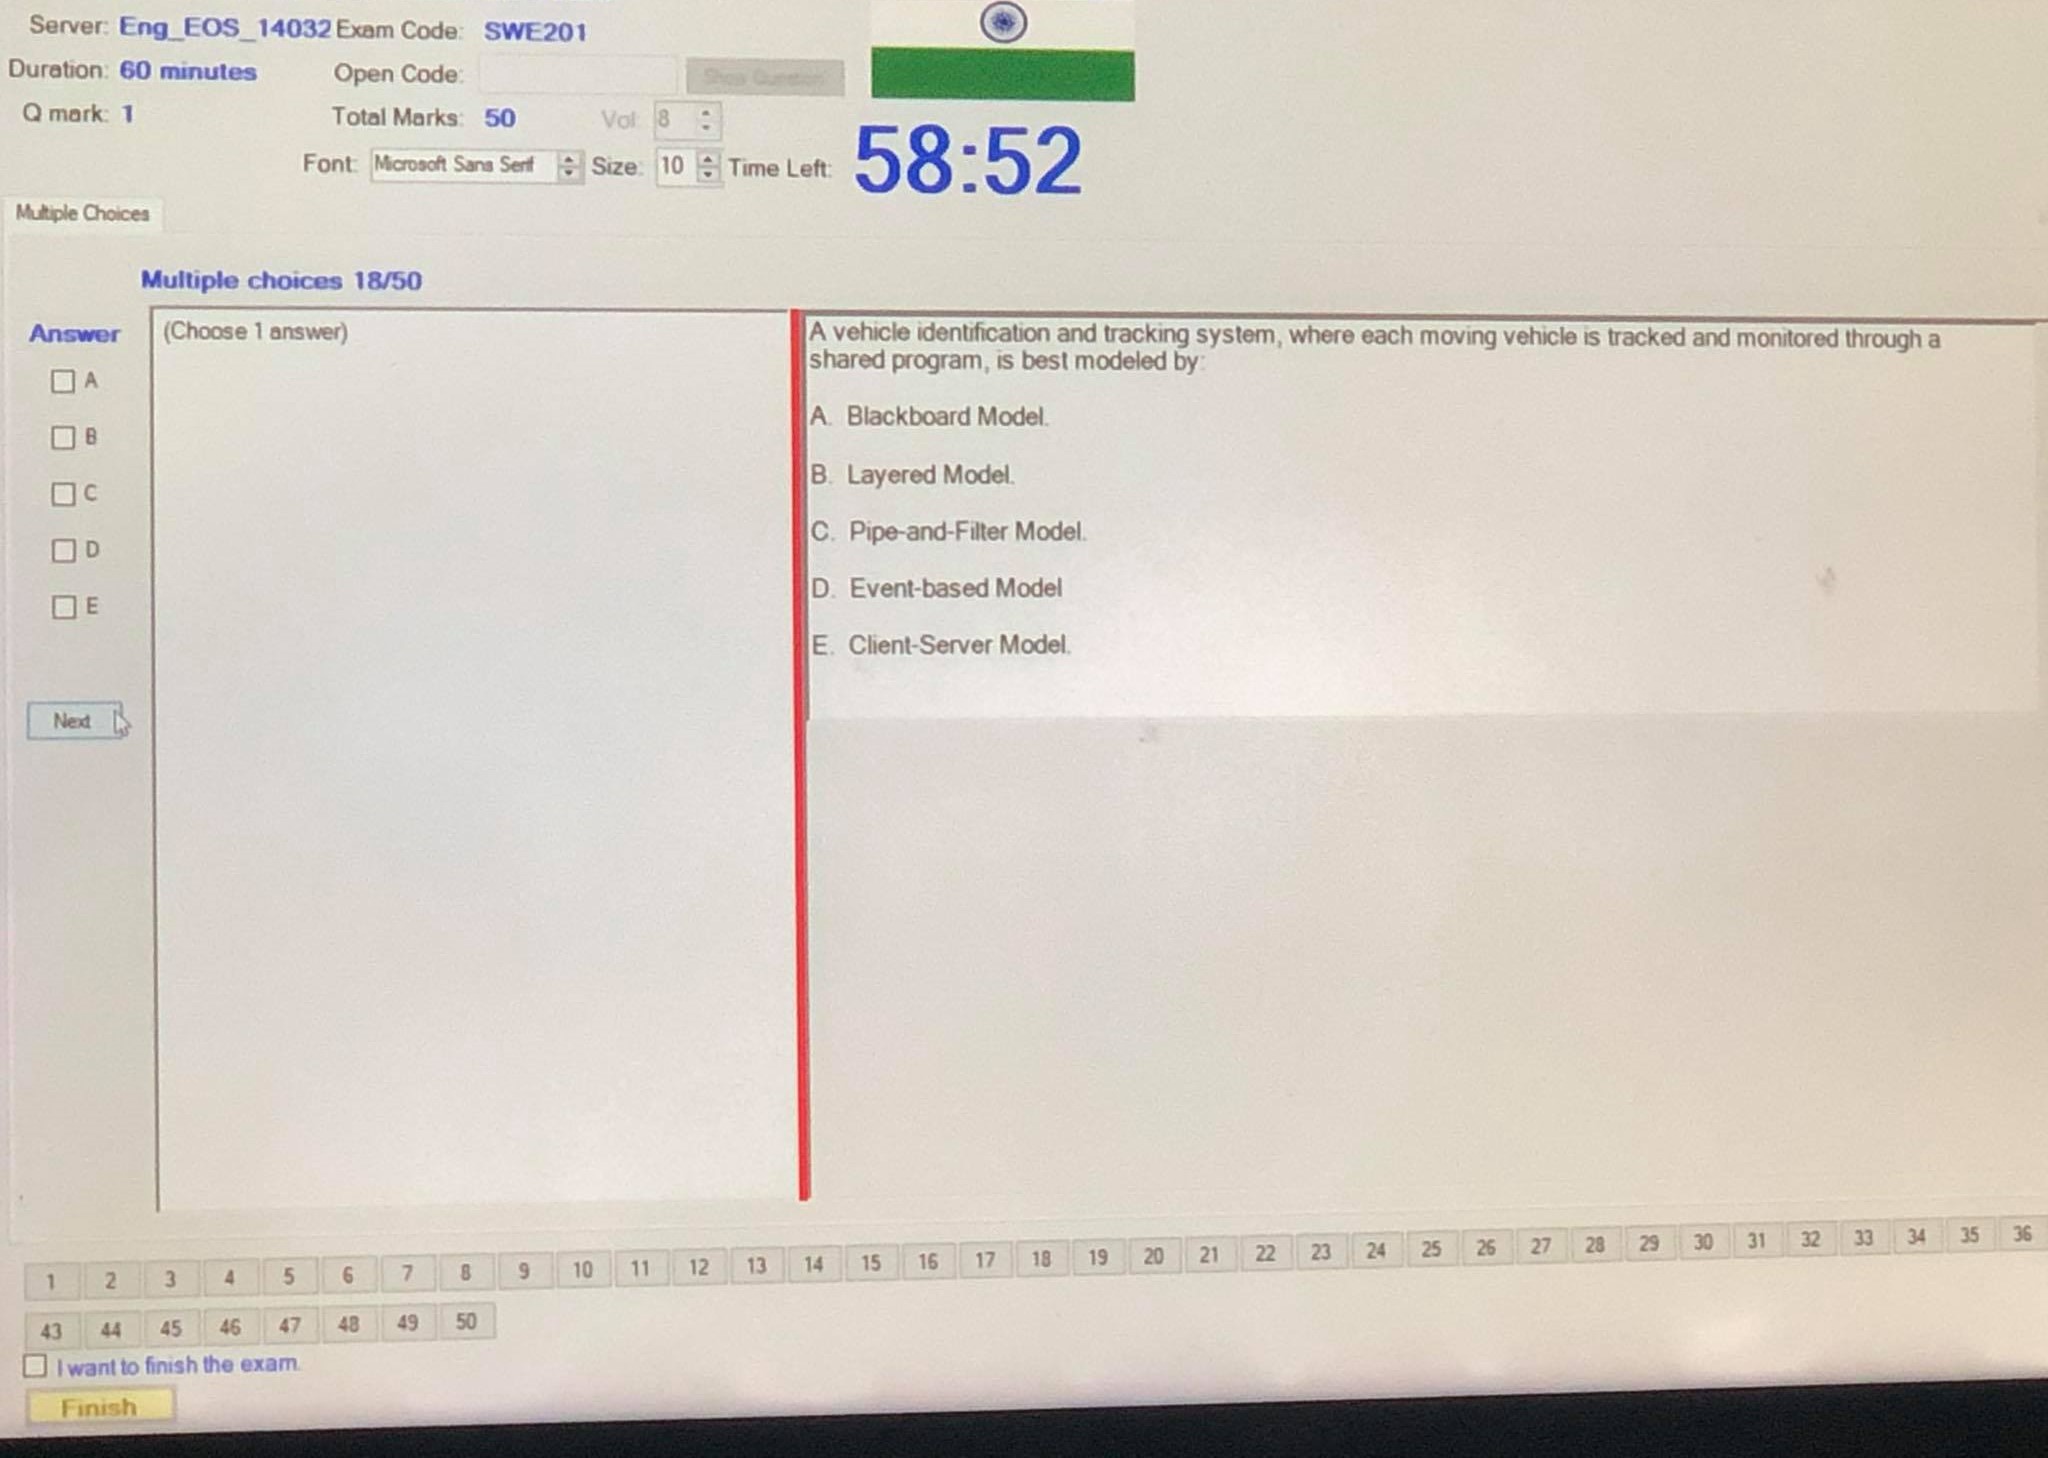 Server: Eng_EOS_14032 Exam Code: SWE201
Duration: 60 minutes Open Code: Show Question
Q mark: 1 Total Marks: 50 Vol: 8
Font: Microsoft Sans Serif Size: 10 Time Left: 58:52
Multiple Choices
Multiple choices 18/50
Answer
A
B
C
D
E
Next
(Choose 1 answer)
A vehicle identification and tracking system, where each moving vehicle is tracked and monitored through a
shared program, is best modeled by:
A. Blackboard Model.
B. Layered Model.
C. Pipe-and-Filter Model.
D. Event-based Model
E. Client-Server Model.
1 2 3 4 5 6 7 8 9 10 11 12 13 14 15 16 17 18 19 20 21 22 23 24 25 26 27 28 29 30 31 32 33 34 35 36
43 44 45 46 47 48 49 50
I want to finish the exam.
Finish